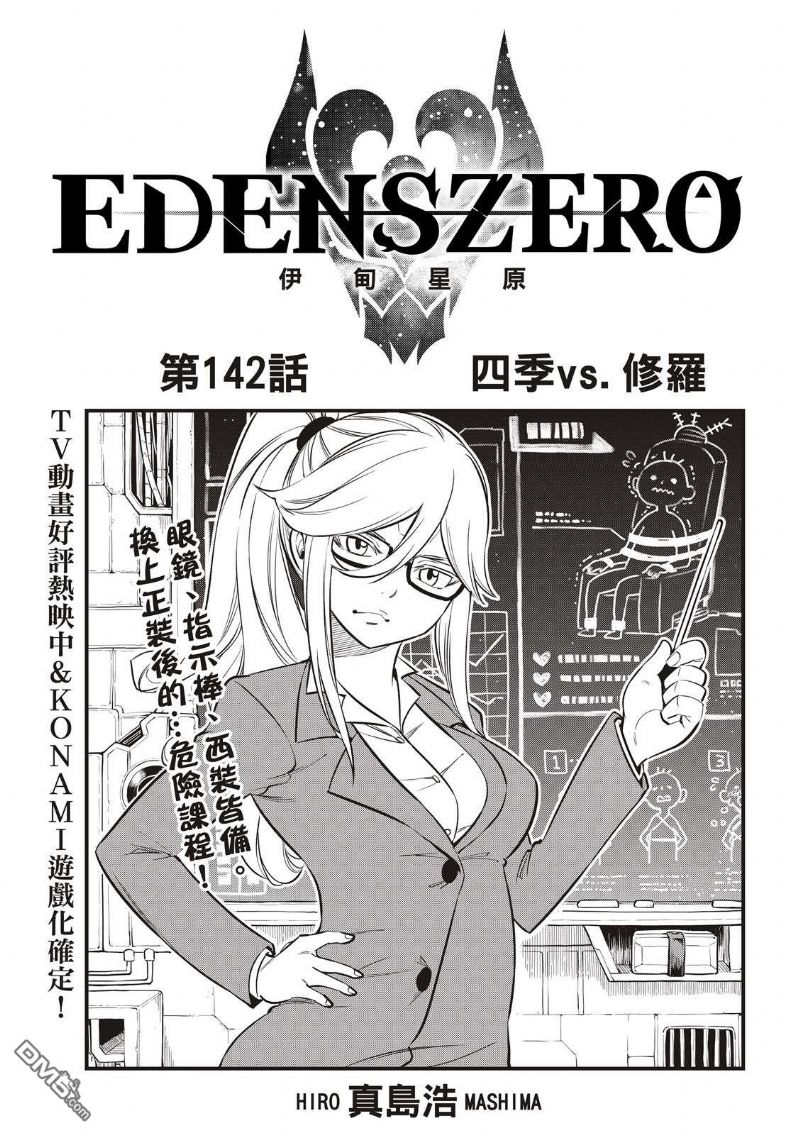 EDENSZERO
伊甸星原
第142話
四季vs.修羅
TV動畫好評熱映中&KONAMI遊戲化確定！
眼鏡、指示棒、西裝皆備。
換上正裝後的…危險課程！
1
3
HIRO 真島浩 MASHIMA
DM5.com